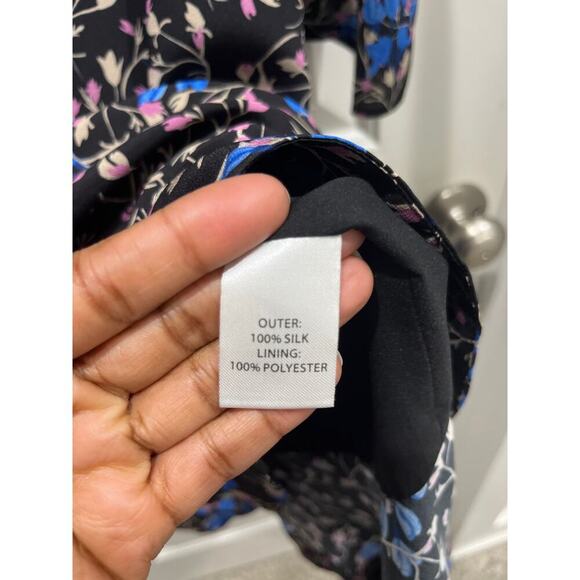 OUTER:
100% SILK
LINING:
100% POLYESTER